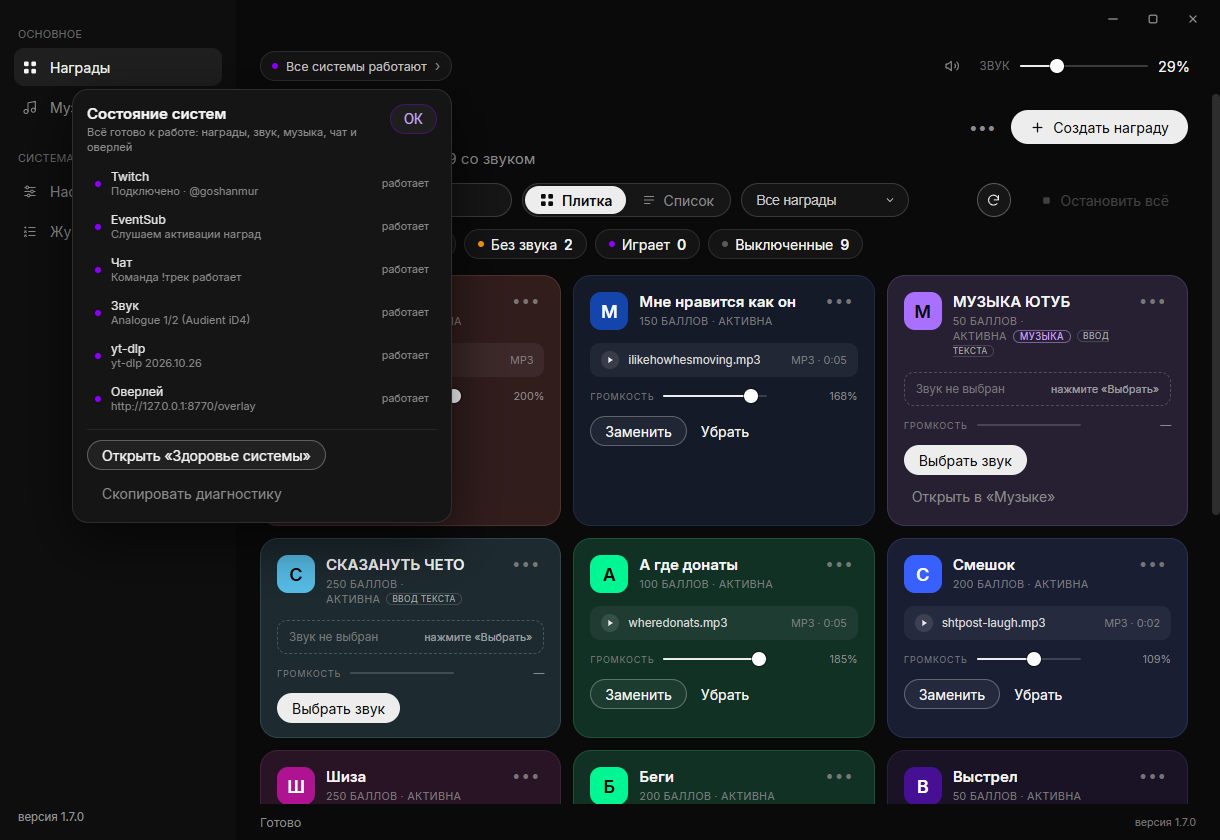 ОСНОВНОЕ
Награды
СИСТЕМА
версия 1.7.0
Все системы работают
ЗВУК
29%
Состояние систем
ОК
Всё готово к работе: награды, звук, музыка, чат и
оверлей
Twitch
Подключено · @goshanmur
работает
EventSub
Слушаем активации наград
работает
Чат
Команда !трек работает
работает
Звук
Analogue 1/2 (Audient iD4)
работает
yt-dlp
yt-dlp 2026.10.26
работает
Оверлей
http://127.0.0.1:8770/overlay
работает
Открыть «Здоровье системы»
Скопировать диагностику
+ Создать награду
9 со звуком
Плитка
Список
Все награды
Остановить всё
Без звука 2
Играет 0
Выключенные 9
MP3
200%
М
Мне нравится как он
150 БАЛЛОВ · АКТИВНА
ilikehowhesmoving.mp3
MP3 · 0:05
ГРОМКОСТЬ
168%
Заменить
Убрать
М
МУЗЫКА ЮТУБ
50 БАЛЛОВ ·
АКТИВНА МУЗЫКА ВВОД
ТЕКСТА
Звук не выбран
нажмите «Выбрать»
ГРОМКОСТЬ
—
Выбрать звук
Открыть в «Музыке»
С
СКАЗАНУТЬ ЧЕТО
250 БАЛЛОВ ·
АКТИВНА ВВОД ТЕКСТА
Звук не выбран
нажмите «Выбрать»
ГРОМКОСТЬ
—
Выбрать звук
А
А где донаты
100 БАЛЛОВ · АКТИВНА
wheredonats.mp3
MP3 · 0:05
ГРОМКОСТЬ
185%
Заменить
Убрать
С
Смешок
200 БАЛЛОВ · АКТИВНА
shtpost-laugh.mp3
MP3 · 0:02
ГРОМКОСТЬ
109%
Заменить
Убрать
Ш
Шиза
250 БАЛЛОВ · АКТИВНА
Б
Беги
200 БАЛЛОВ · АКТИВНА
В
Выстрел
50 БАЛЛОВ · АКТИВНА
Готово
версия 1.7.0